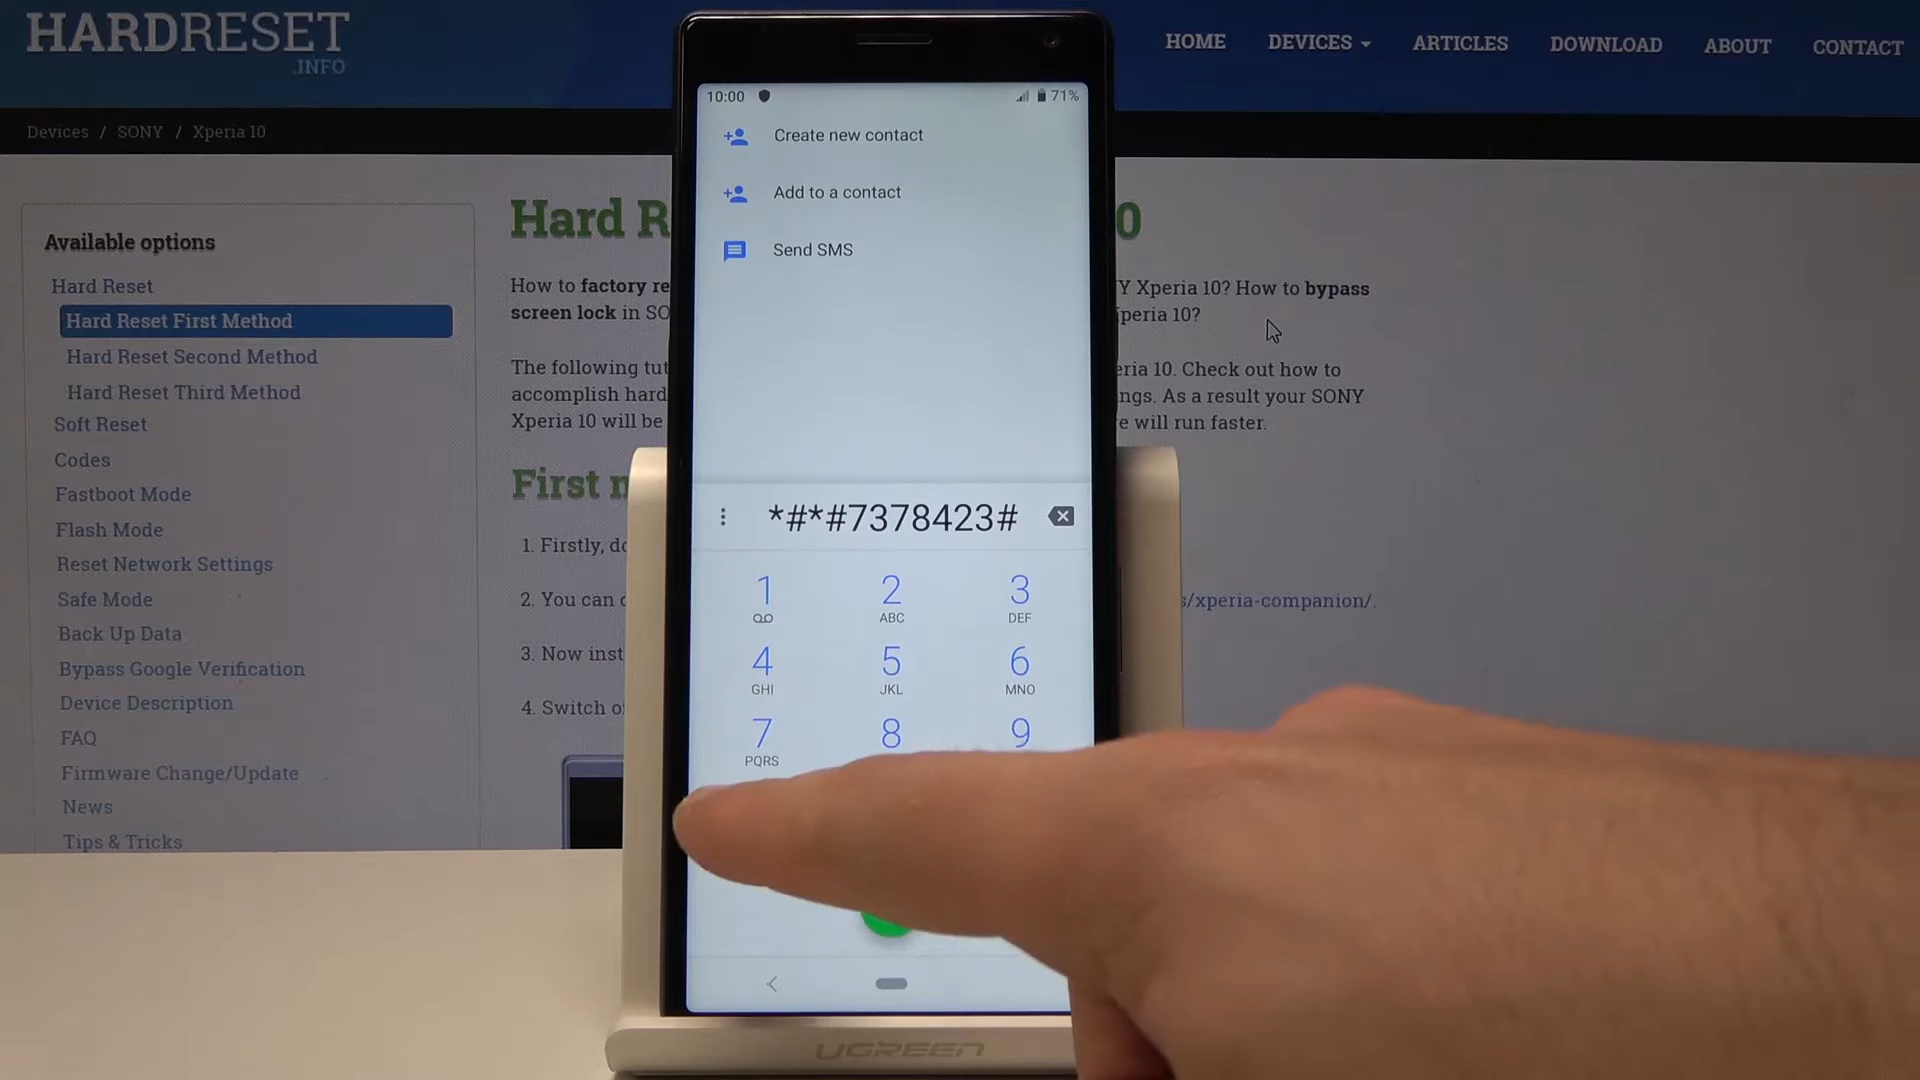 HARDRESET
.INFO
HOME DEVICES ARTICLES DOWNLOAD ABOUT CONTACT
Devices / SONY / Xperia 10
Available options
Hard Reset
Hard Reset First Method
Hard Reset Second Method
Hard Reset Third Method
Soft Reset
Codes
Fastboot Mode
Flash Mode
Reset Network Settings
Safe Mode
Back Up Data
Bypass Google Verification
Device Description
FAQ
Firmware Change/Update
News
Tips & Tricks
Hard R 0
How to factory re Y Xperia 10? How to bypass
screen lock in SO peria 10?
The following tut eria 10. Check out how to
accomplish hard ngs. As a result your SONY
Xperia 10 will be e will run faster.
First m
1. Firstly, do
2. You can s/xperia-companion/.
3. Now inst
4. Switch o
10:00 71%
Create new contact
Add to a contact
Send SMS
*#*#7378423#
1 2 ABC 3 DEF
4 GHI 5 JKL 6 MNO
7 PQRS 8 9
UGREEN